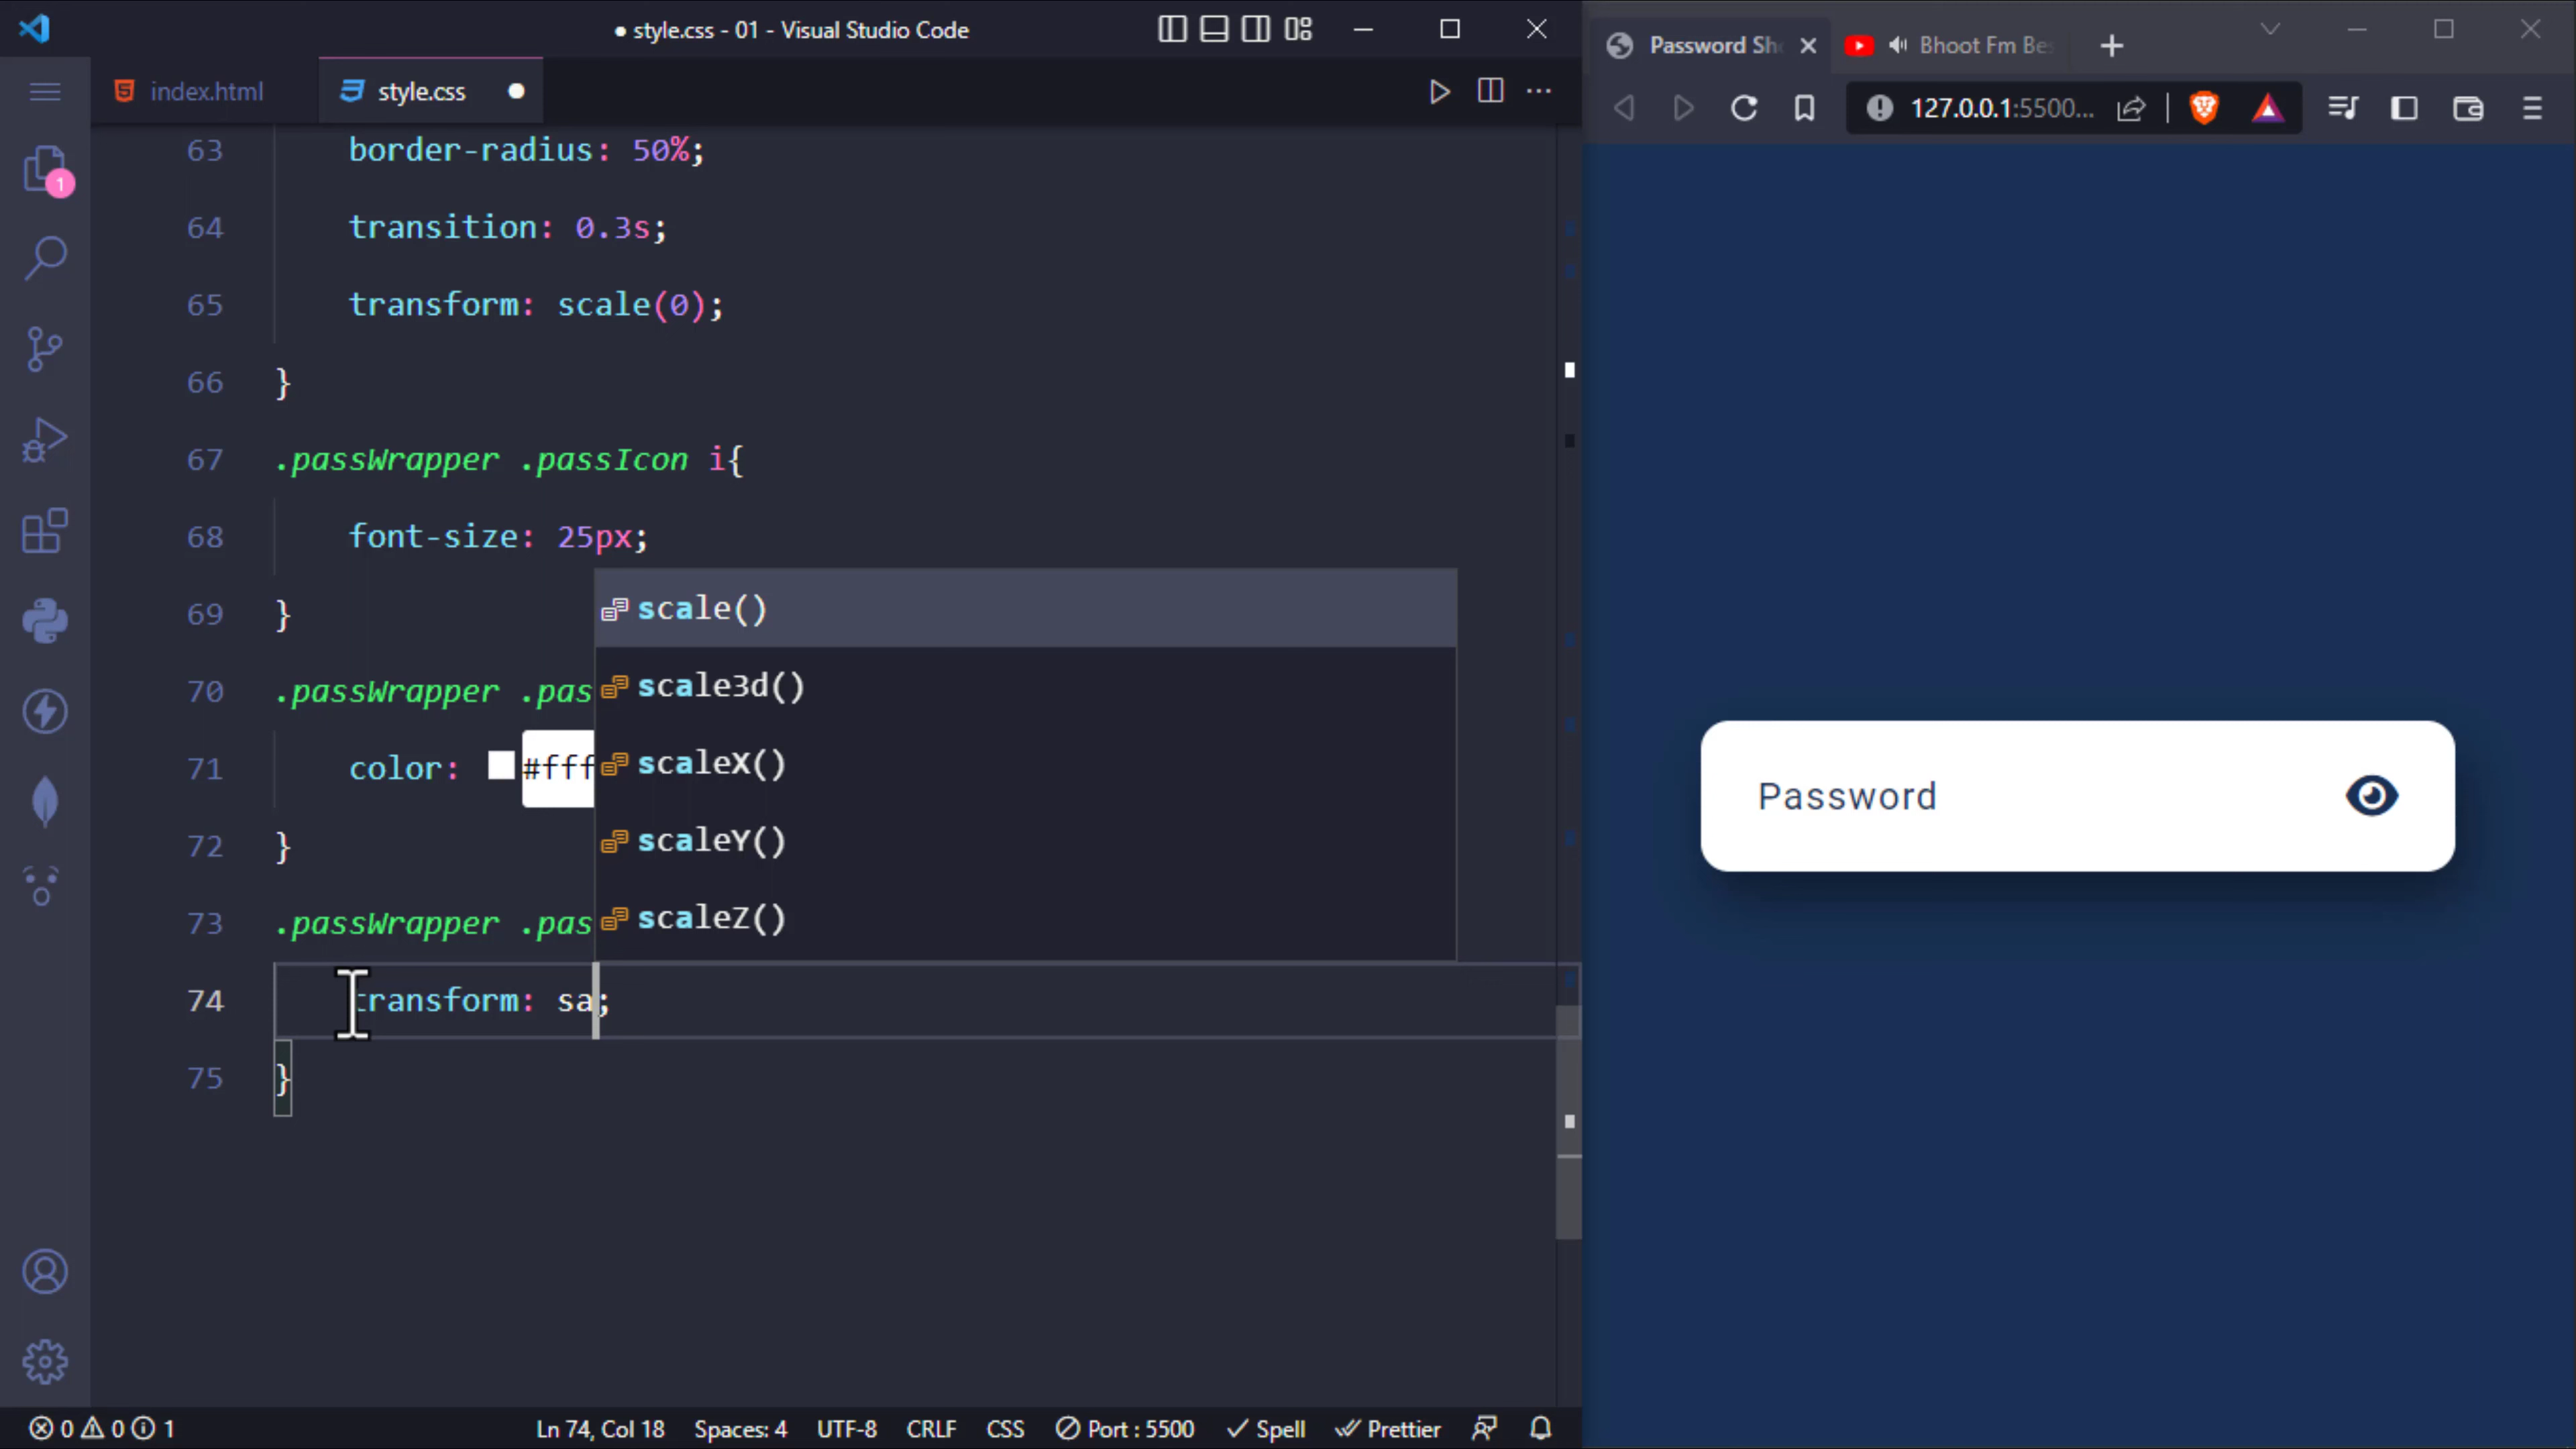 style.css - 01 - Visual Studio Code
index.html
style.css
63 border-radius: 50%;
64 transition: 0.3s;
65 transform: scale(0);
66 }
67 .passWrapper .passIcon i{
68 font-size: 25px;
69 }
70 .passWrapper .pas
71 color: #fff
72 }
73 .passWrapper .pas
74 transform: sa;
75 }
scale()
scale3d()
scaleX()
scaleY()
scaleZ()
1
0 0 1 Ln 74, Col 18 Spaces: 4 UTF-8 CRLF CSS Port : 5500 Spell Prettier
Password Sh
Bhoot Fm Bes
127.0.0.1:5500...
Password